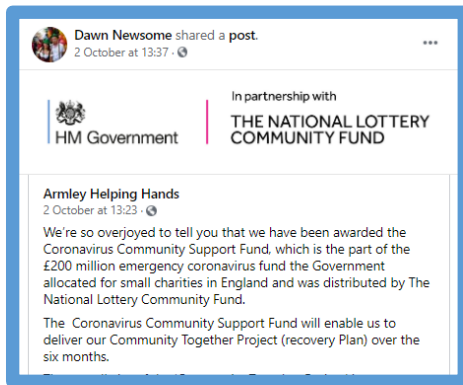 Dawn Newsome shared a post.
2 October at 13:37 ·
In partnership with
HM Government
THE NATIONAL LOTTERY
COMMUNITY FUND
Armley Helping Hands
2 October at 13:23 ·
We're so overjoyed to tell you that we have been awarded the
Coronavirus Community Support Fund, which is the part of the
£200 million emergency coronavirus fund the Government
allocated for small charities in England and was distributed by The
National Lottery Community Fund.
The Coronavirus Community Support Fund will enable us to
deliver our Community Together Project (recovery Plan) over the
six months.